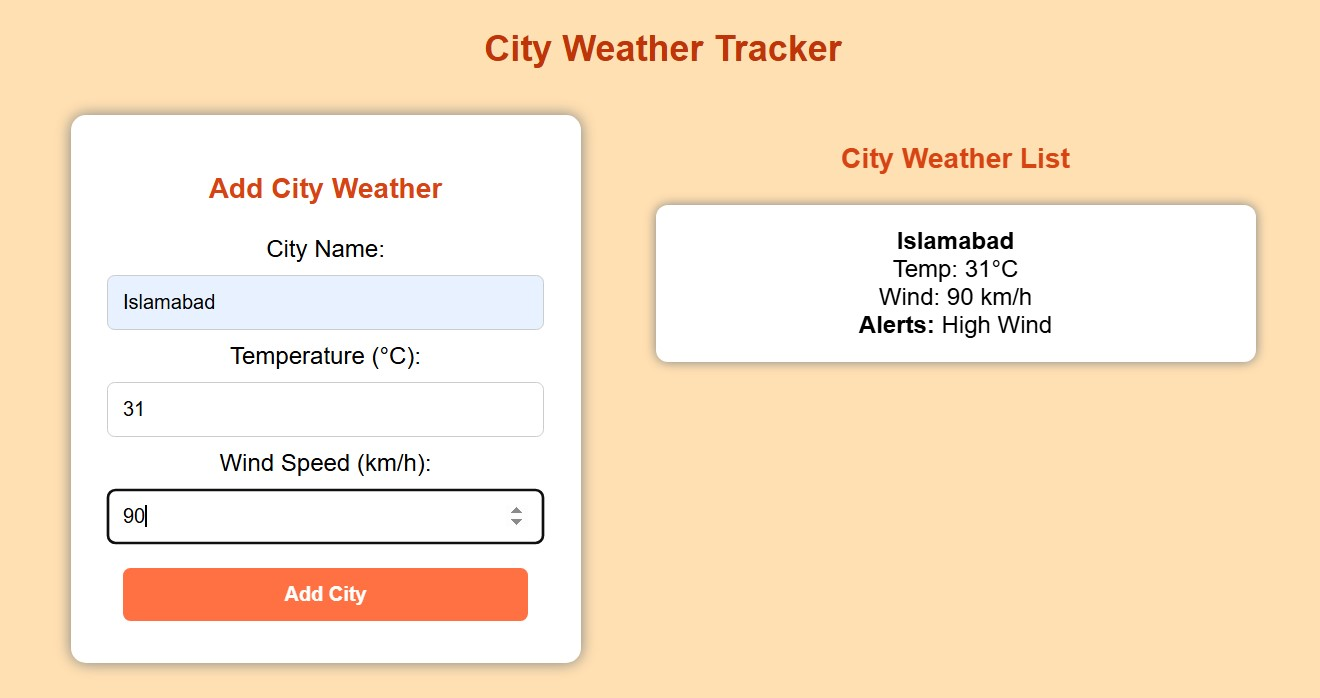 City Weather Tracker
Add City Weather
City Name:
Islamabad
Temperature (°C):
31
Wind Speed (km/h):
90
Add City
City Weather List
Islamabad
Temp: 31°C
Wind: 90 km/h
Alerts: High Wind